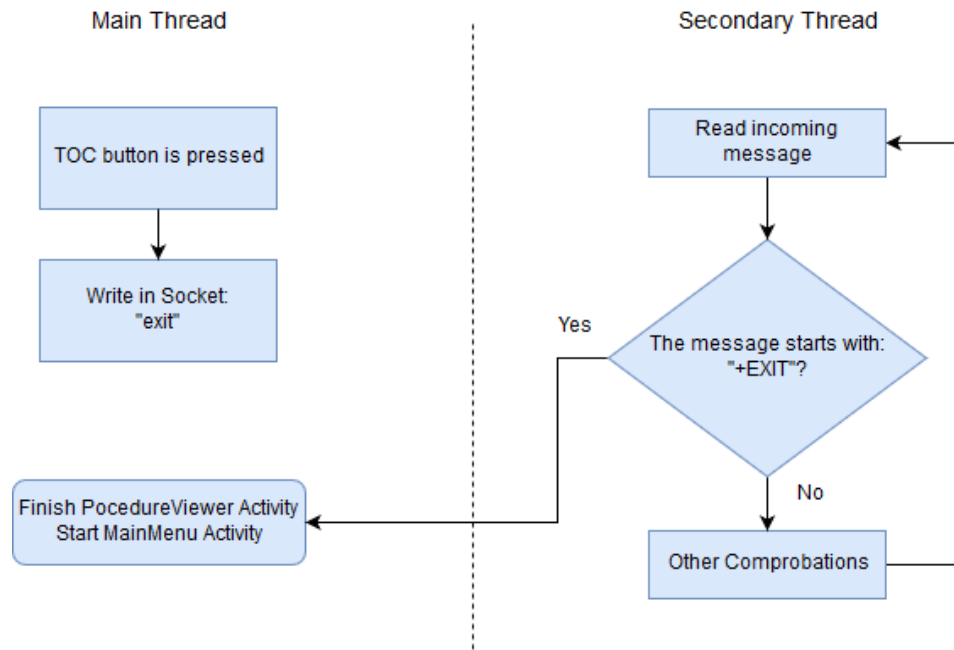 Main Thread
Secondary Thread
TOC button is pressed
Write in Socket:
"exit"
Finish PocedureViewer Activity
Start MainMenu Activity
Read incoming
message
The message starts with:
"+EXIT"?
Yes
No
Other Comprobations